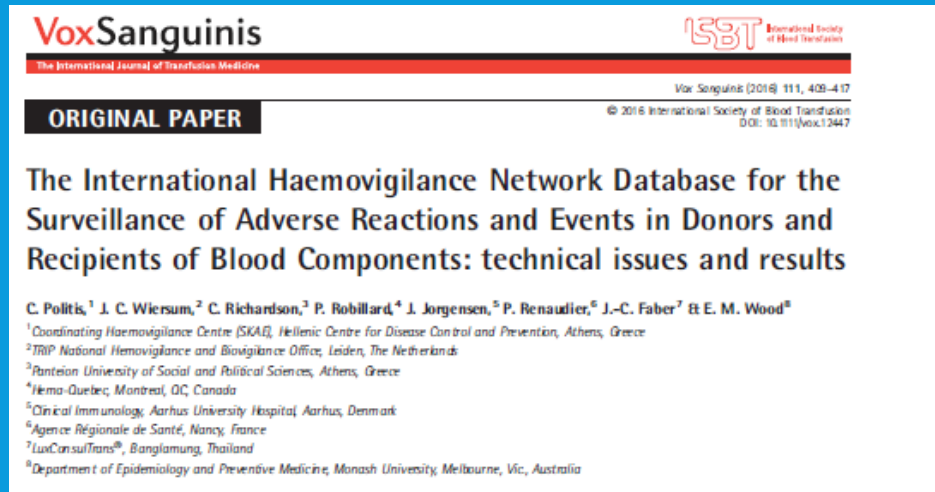 VoxSanguinis
ISBT International Society
of Blood Transfusion
The International Journal of Transfusion Medicine
Vox Sanguinis (2016) 111, 409–417
ORIGINAL PAPER
© 2016 International Society of Blood Transfusion
DOI: 10.1111/vox.12447
The International Haemovigilance Network Database for the
Surveillance of Adverse Reactions and Events in Donors and
Recipients of Blood Components: technical issues and results
C. Politis,¹ J. C. Wiersum,² C. Richardson,³ P. Robillard,⁴ J. Jorgensen,⁵ P. Renaudier,⁶ J.-C. Faber⁷ & E. M. Wood⁸
¹Coordinating Haemovigilance Centre (SKAE), Hellenic Centre for Disease Control and Prevention, Athens, Greece
²TRIP National Hemovigilance and Biovigilance Office, Leiden, The Netherlands
³Panteion University of Social and Political Sciences, Athens, Greece
⁴Hema-Quebec, Montreal, QC, Canada
⁵Clinical Immunology, Aarhus University Hospital, Aarhus, Denmark
⁶Agence Régionale de Santé, Nancy, France
⁷LuxConsulTrans®, Banglamung, Thailand
⁸Department of Epidemiology and Preventive Medicine, Monash University, Melbourne, Vic., Australia